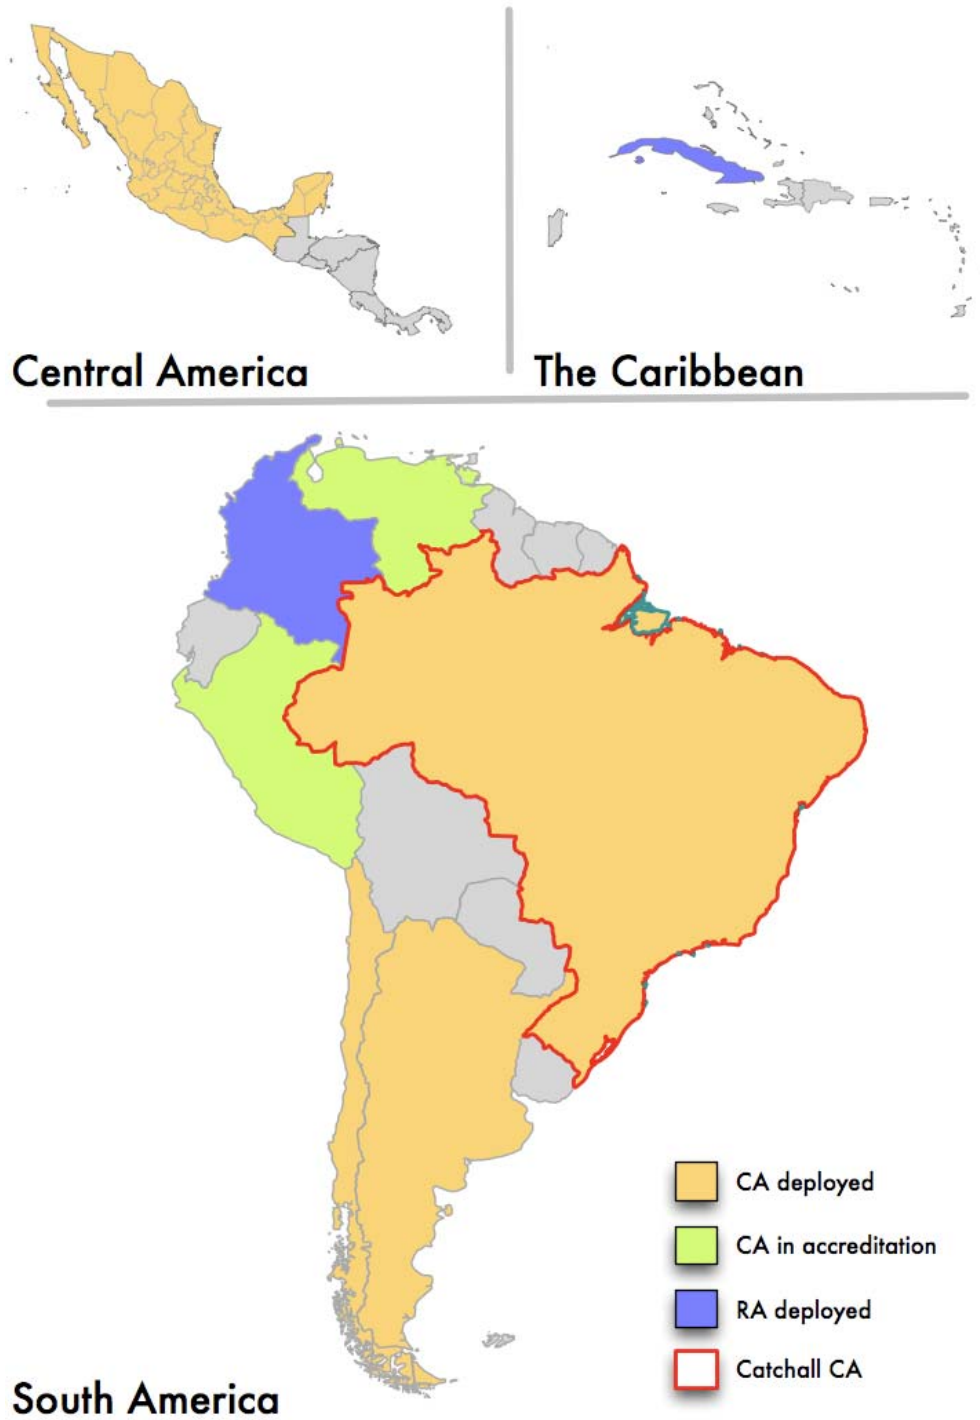 Central America
The Caribbean
CA deployed
CA in accreditation
RA deployed
Catchall CA
South America